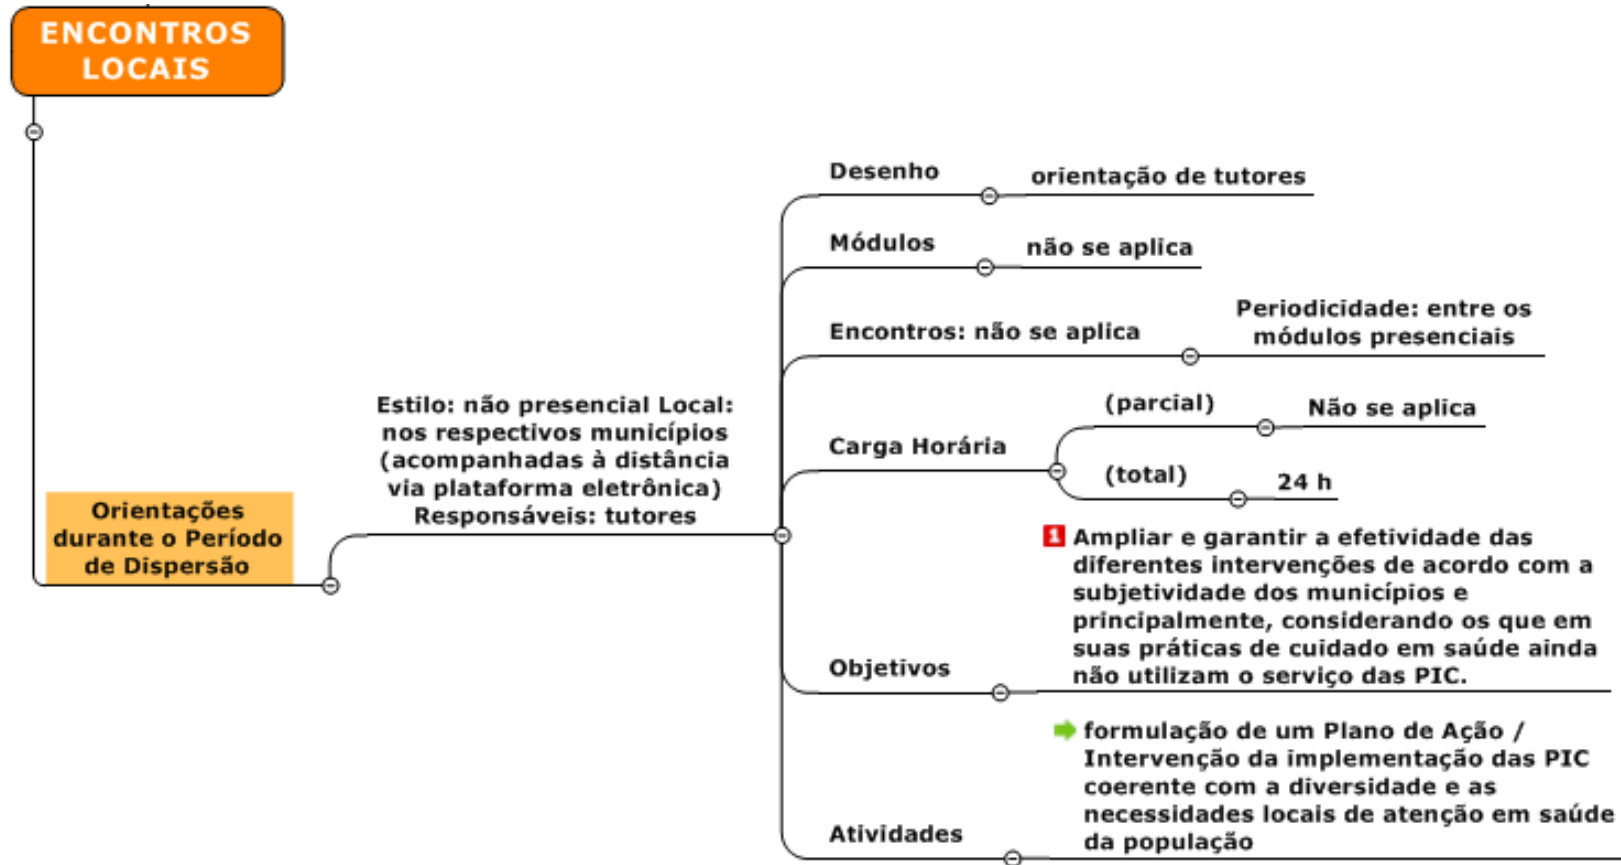 ENCONTROS
LOCAIS
Orientações
durante o Período
de Dispersão
Estilo: não presencial Local:
nos respectivos municípios
(acompanhadas à distância
via plataforma eletrônica)
Responsáveis: tutores
Desenho
orientação de tutores
Módulos
não se aplica
Encontros: não se aplica
Periodicidade: entre os
módulos presenciais
Carga Horária
(parcial)
Não se aplica
(total)
24 h
Objetivos
1 Ampliar e garantir a efetividade das
diferentes intervenções de acordo com a
subjetividade dos municípios e
principalmente, considerando os que em
suas práticas de cuidado em saúde ainda
não utilizam o serviço das PIC.
Atividades
formulação de um Plano de Ação /
Intervenção da implementação das PIC
coerente com a diversidade e as
necessidades locais de atenção em saúde
da população